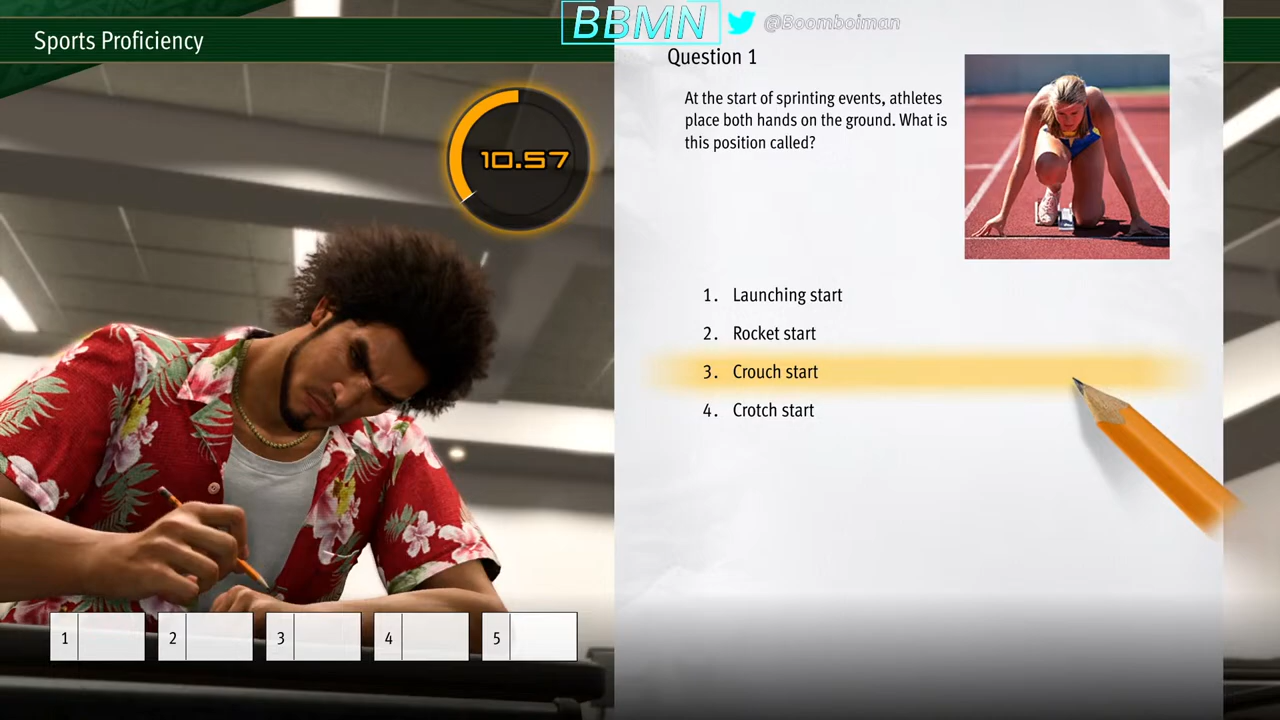 BBMN @Boomboiman
Sports Proficiency
10.57
Question 1
At the start of sprinting events, athletes
place both hands on the ground. What is
this position called?
1. Launching start
2. Rocket start
3. Crouch start
4. Crotch start
1 2 3 4 5